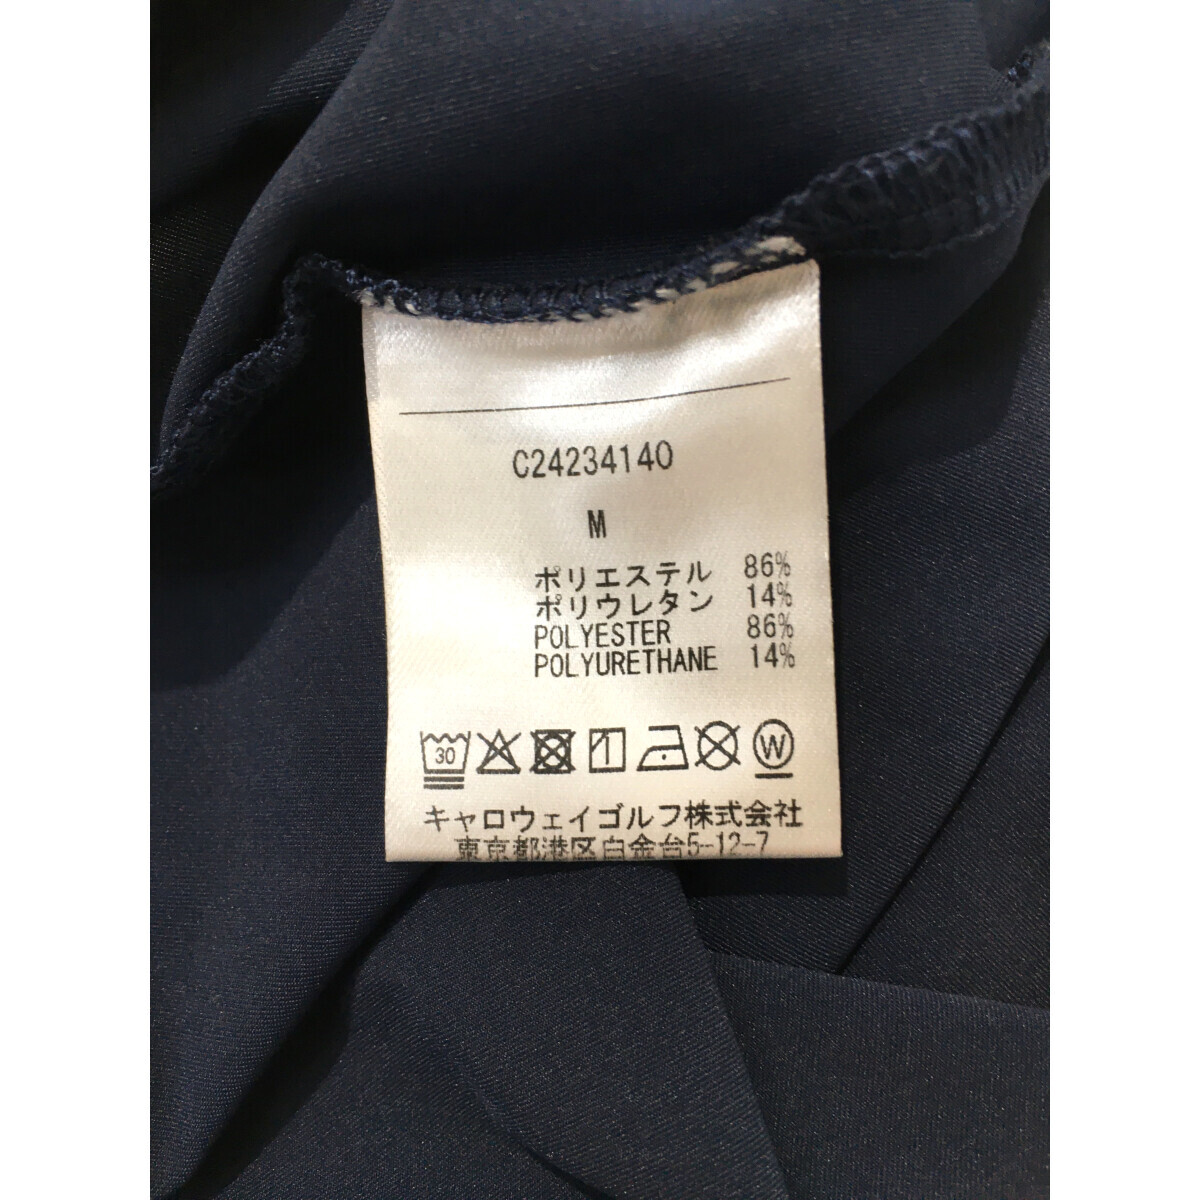 C24234140
M
ポリエステル 86%
ポリウレタン 14%
POLYESTER 86%
POLYURETHANE 14%
30 W
キャロウェイゴルフ株式会社
東京都港区白金台5-12-7